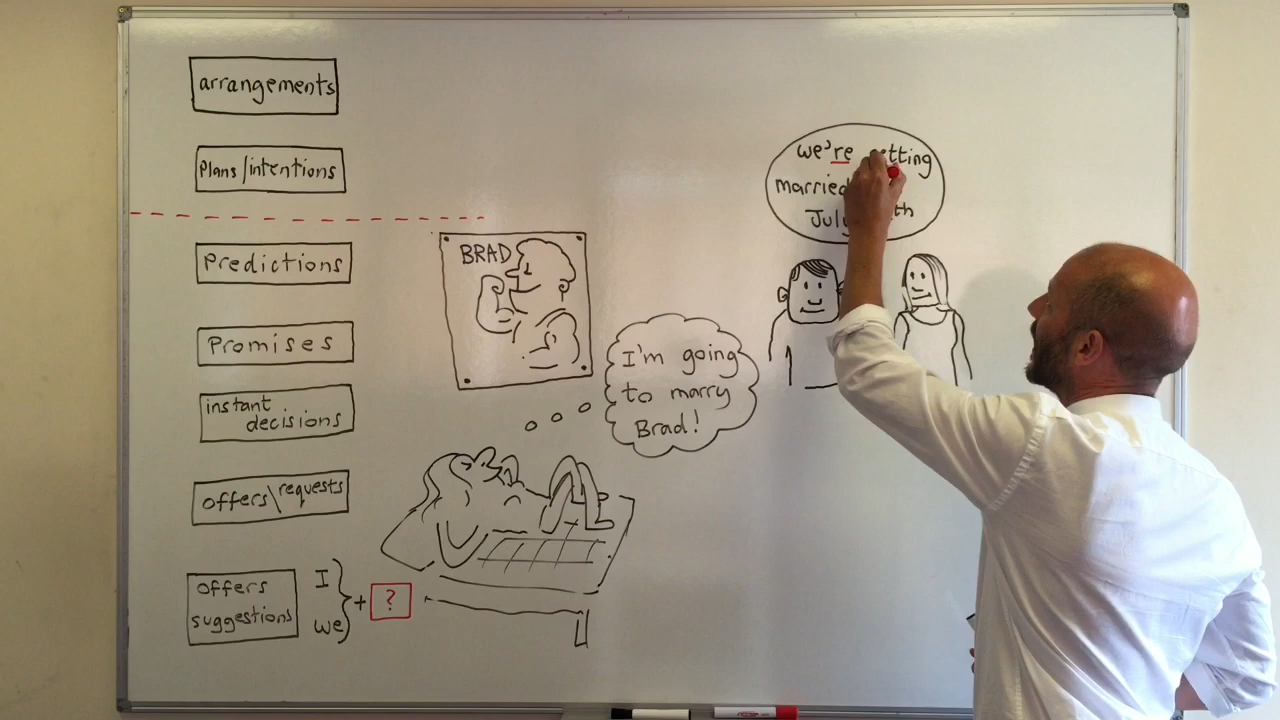 arrangements
Plans/intentions
Predictions
Promises
instant
decisions
offers\requests
offers
suggestions
I
we
+
?
BRAD
I'm going
to marry
Brad!
we're
married
July